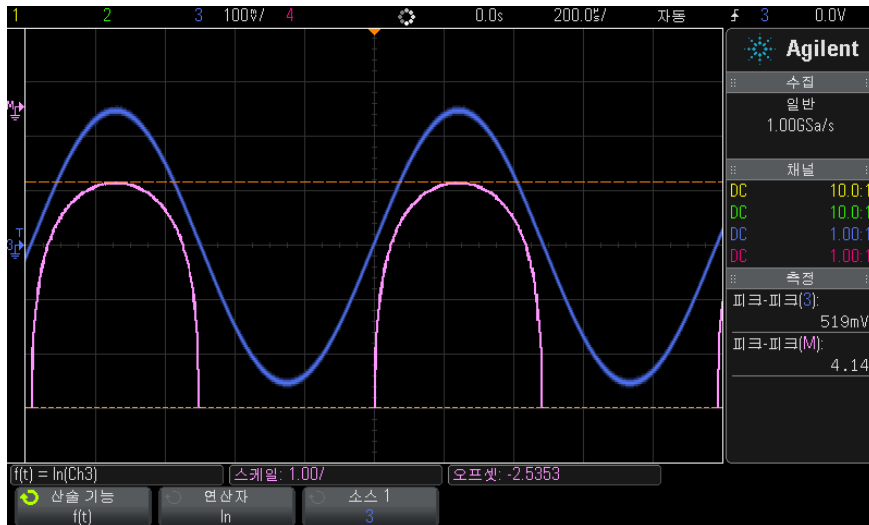 1 2 3 100▿/ 4 0.0s 200.0▿/ 자동 3 0.0V
Agilent
수집
일반
1.00GSa/s
채널
DC 10.0:1
DC 10.0:1
DC 1.00:1
DC 1.00:1
측정
피크-피크(3):
519mV
피크-피크(M):
4.14
M
T
3
f(t) = ln(Ch3) 스케일: 1.00/ 오프셋: -2.5353
산술 기능 연산자 소스 1
f(t) ln 3